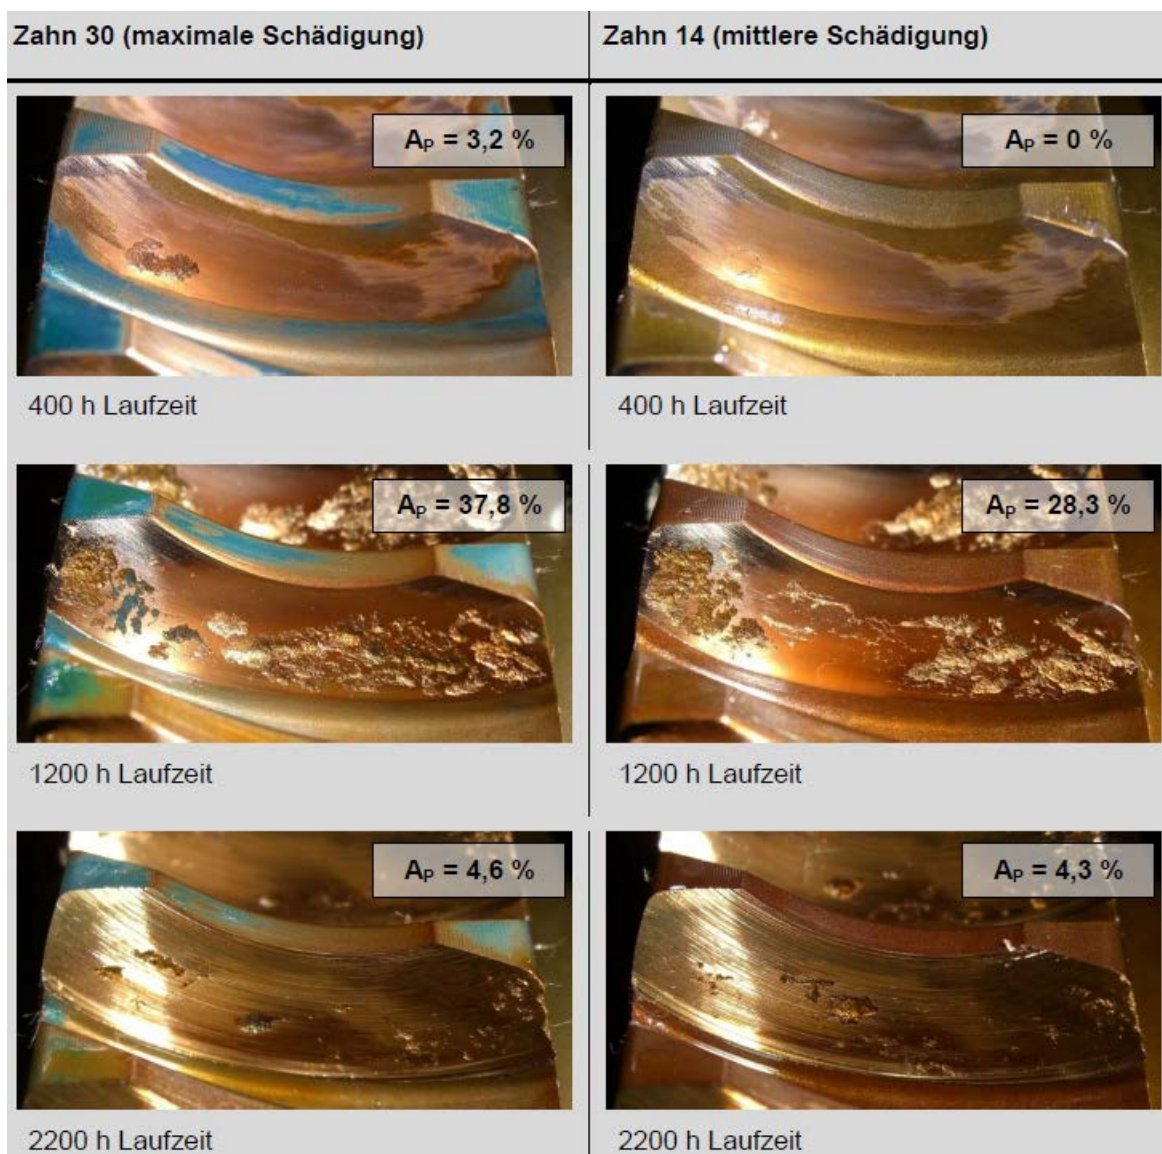 Zahn 30 (maximale Schädigung)
Zahn 14 (mittlere Schädigung)
Aₚ = 3,2 %
Aₚ = 0 %
400 h Laufzeit
400 h Laufzeit
Aₚ = 37,8 %
Aₚ = 28,3 %
1200 h Laufzeit
1200 h Laufzeit
Aₚ = 4,6 %
Aₚ = 4,3 %
2200 h Laufzeit
2200 h Laufzeit